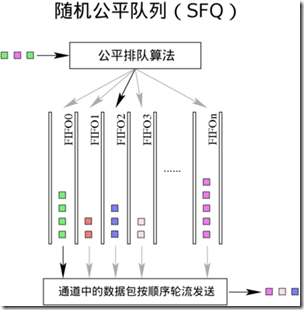 随机公平队列（SFQ）
公平排队算法
FIFO0
FIFO1
FIFO2
FIFO3
......
FIFOn
通道中的数据包按顺序轮流发送